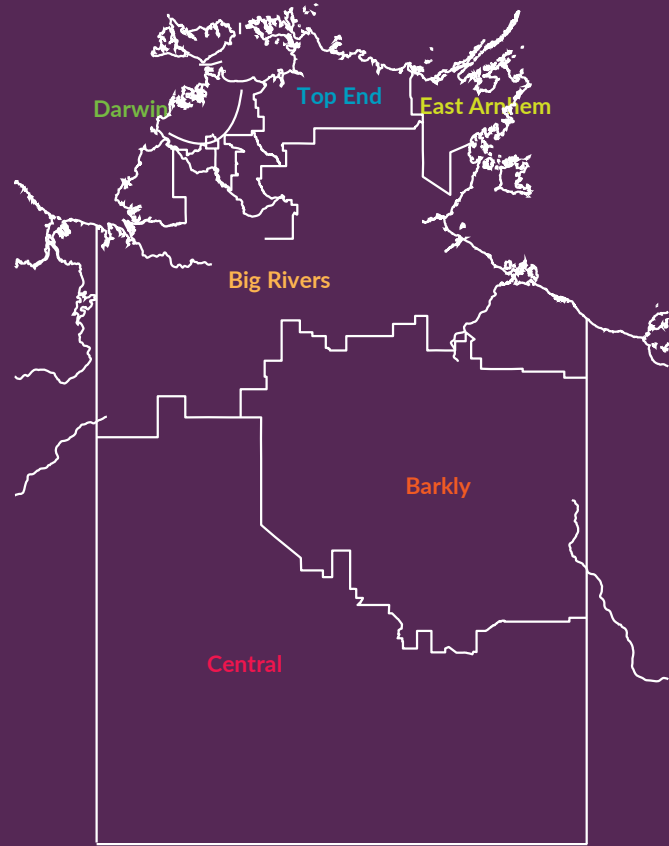 Top End
Darwin
East Arnhem
Big Rivers
Barkly
Central